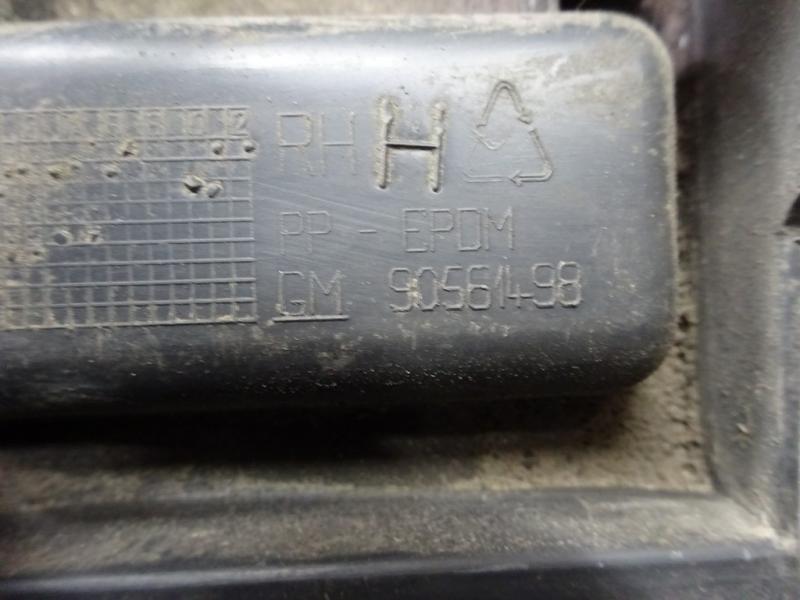 RH H
PP - EPDM
GM 90561498